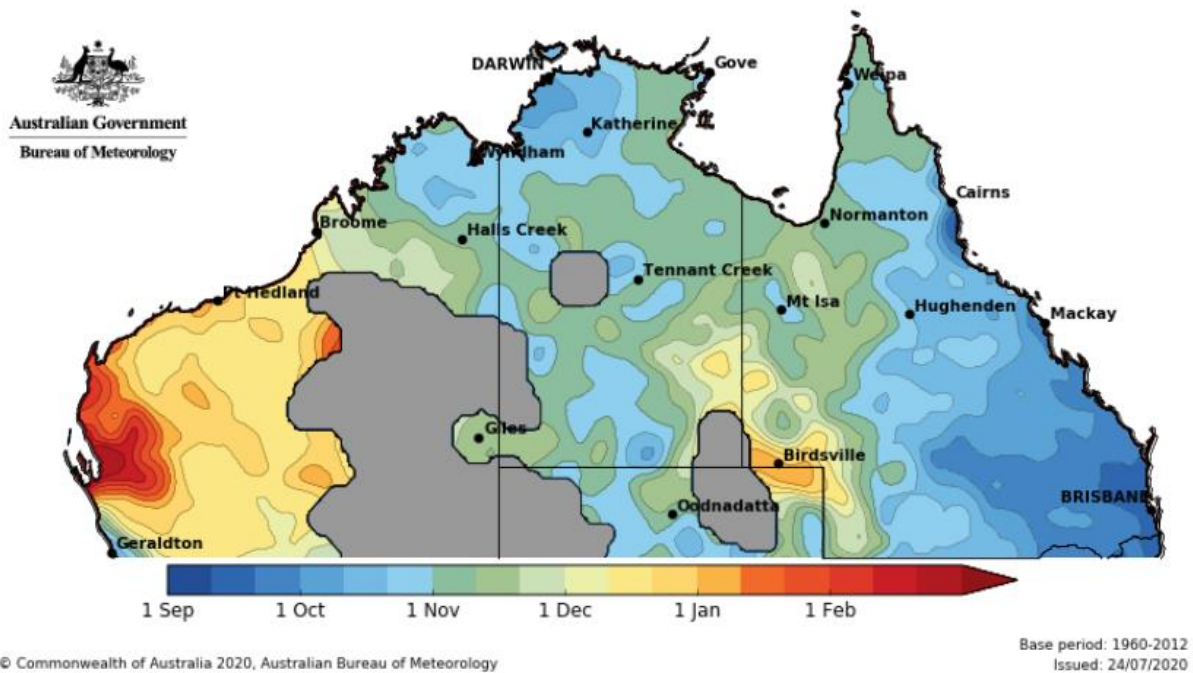 Australian Government
Bureau of Meteorology
DARWIN
Gove
Weipa
Katherine
Wyndham
Cairns
Broome
Halls Creek
Normanton
Tennant Creek
Pt Hedland
Mt Isa
Hughenden
Mackay
Giles
Birdsville
BRISBANE
Oodnadatta
Geraldton
1 Sep 1 Oct 1 Nov 1 Dec 1 Jan 1 Feb
Base period: 1960-2012
© Commonwealth of Australia 2020, Australian Bureau of Meteorology
Issued: 24/07/2020